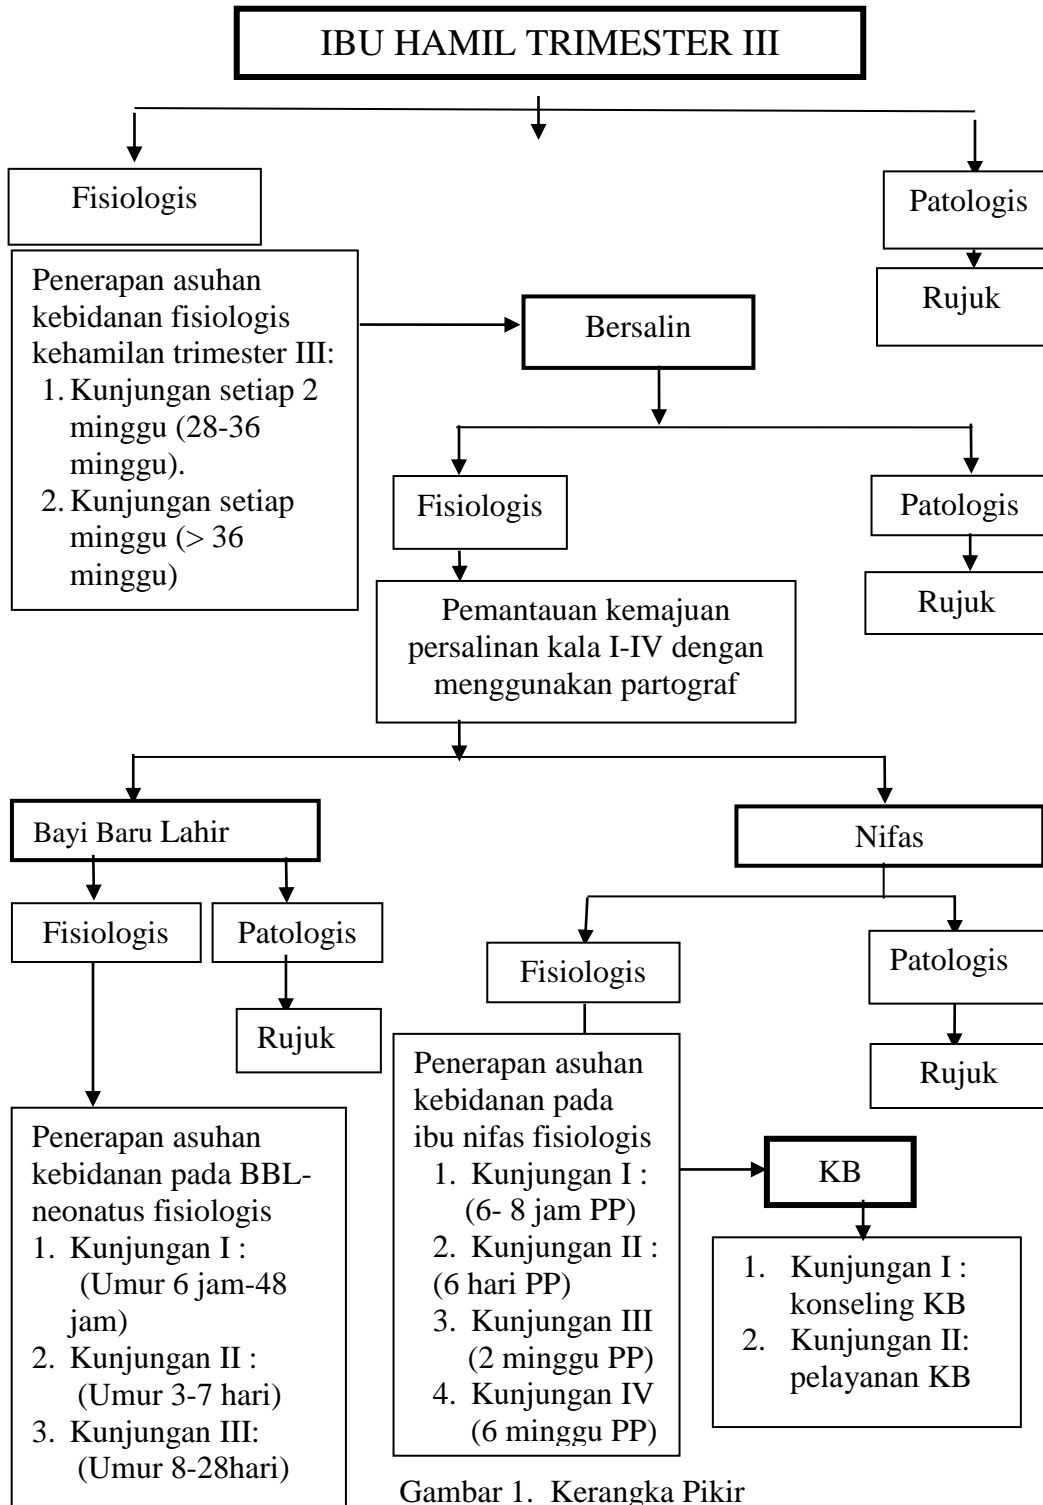 IBU HAMIL TRIMESTER III
Fisiologis
Patologis
Rujuk
Penerapan asuhan
kebidanan fisiologis
kehamilan trimester III:
1. Kunjungan setiap 2
minggu (28-36
minggu).
2. Kunjungan setiap
minggu (> 36
minggu)
Bersalin
Fisiologis
Patologis
Rujuk
Pemantauan kemajuan
persalinan kala I-IV dengan
menggunakan partograf
Bayi Baru Lahir
Nifas
Fisiologis
Patologis
Rujuk
Fisiologis
Patologis
Rujuk
Penerapan asuhan
kebidanan pada BBL-
neonatus fisiologis
1. Kunjungan I :
(Umur 6 jam-48
jam)
2. Kunjungan II :
(Umur 3-7 hari)
3. Kunjungan III:
(Umur 8-28hari)
Penerapan asuhan
kebidanan pada
ibu nifas fisiologis
1. Kunjungan I :
(6- 8 jam PP)
2. Kunjungan II :
(6 hari PP)
3. Kunjungan III
(2 minggu PP)
4. Kunjungan IV
(6 minggu PP)
KB
1. Kunjungan I :
konseling KB
2. Kunjungan II:
pelayanan KB
Gambar 1. Kerangka Pikir